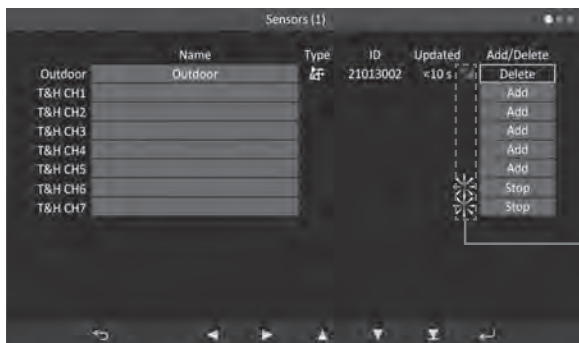 Sensors (1)
Name Type ID Updated Add/Delete
Outdoor Outdoor 21013002 <10 s Delete
T&H CH1 Add
T&H CH2 Add
T&H CH3 Add
T&H CH4 Add
T&H CH5 Add
T&H CH6 Stop
T&H CH7 Stop